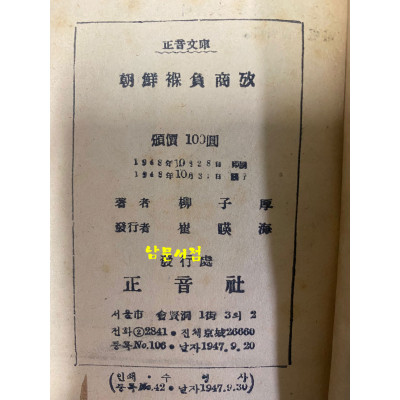 正音文庫
朝鮮褓負商攷
頒價 100圓
1948年10月28日 印刷
1948年10月31日
著者 柳子厚
發行者 崔暎海
남문서점
發行處
正音社
서울市 會賢洞 1街 3의 2
전화②2841・진체京城26660
등록No.106・날자1947.9.20
(인쇄・수영사
등록No.42・날자1947.9.30)